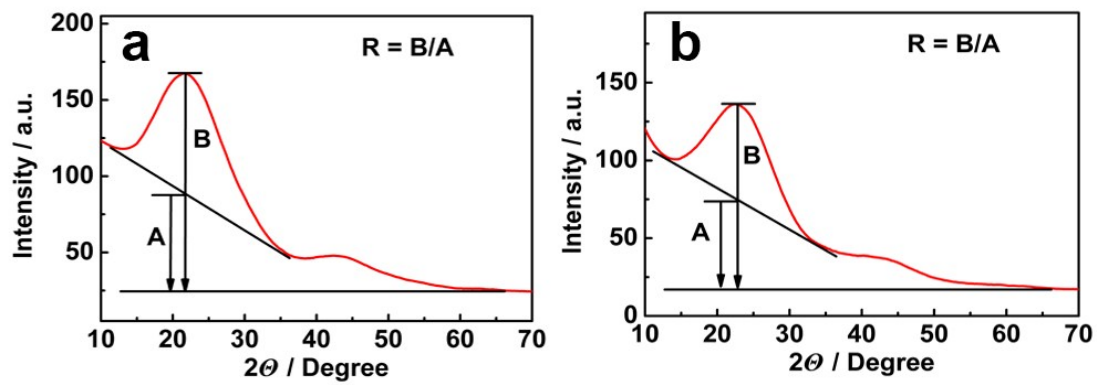 a
R = B/A
B
A
Intensity / a.u.
200
150
100
50
10 20 30 40 50 60 70
2Θ / Degree
b
R = B/A
B
A
Intensity / a.u.
150
100
50
0
10 20 30 40 50 60 70
2Θ / Degree